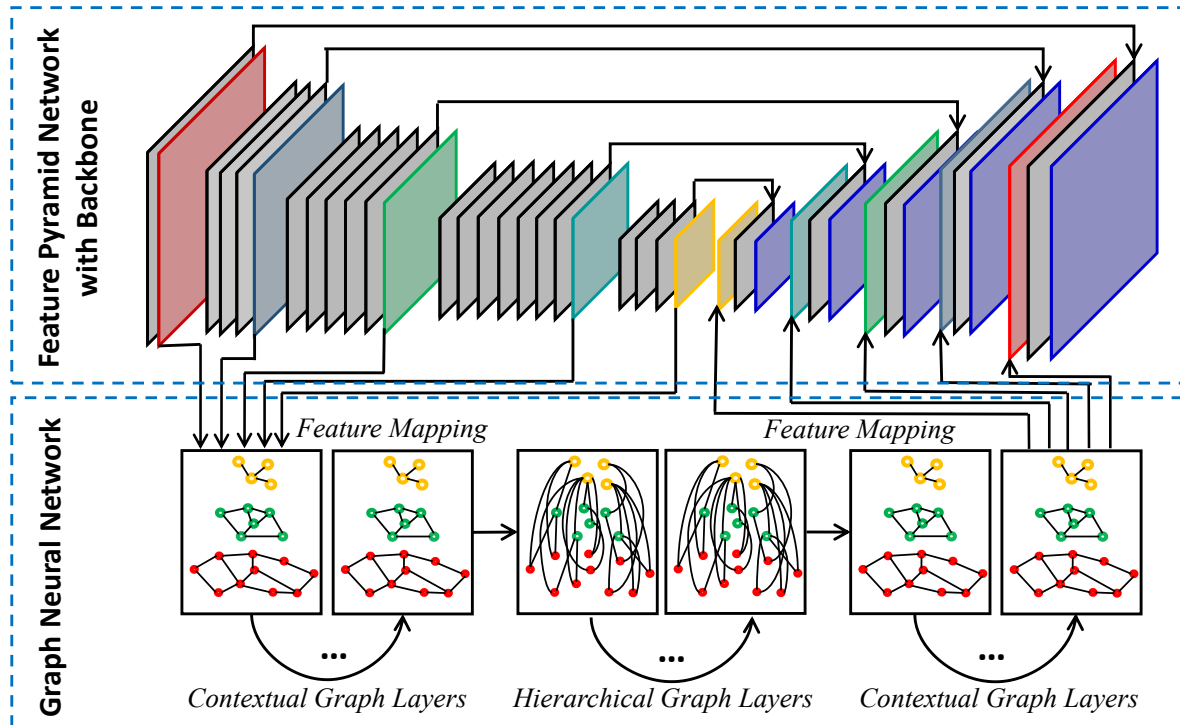 Feature Pyramid Network
with Backbone
Graph Neural Network
Feature Mapping
Feature Mapping
...
...
...
Contextual Graph Layers
Hierarchical Graph Layers
Contextual Graph Layers